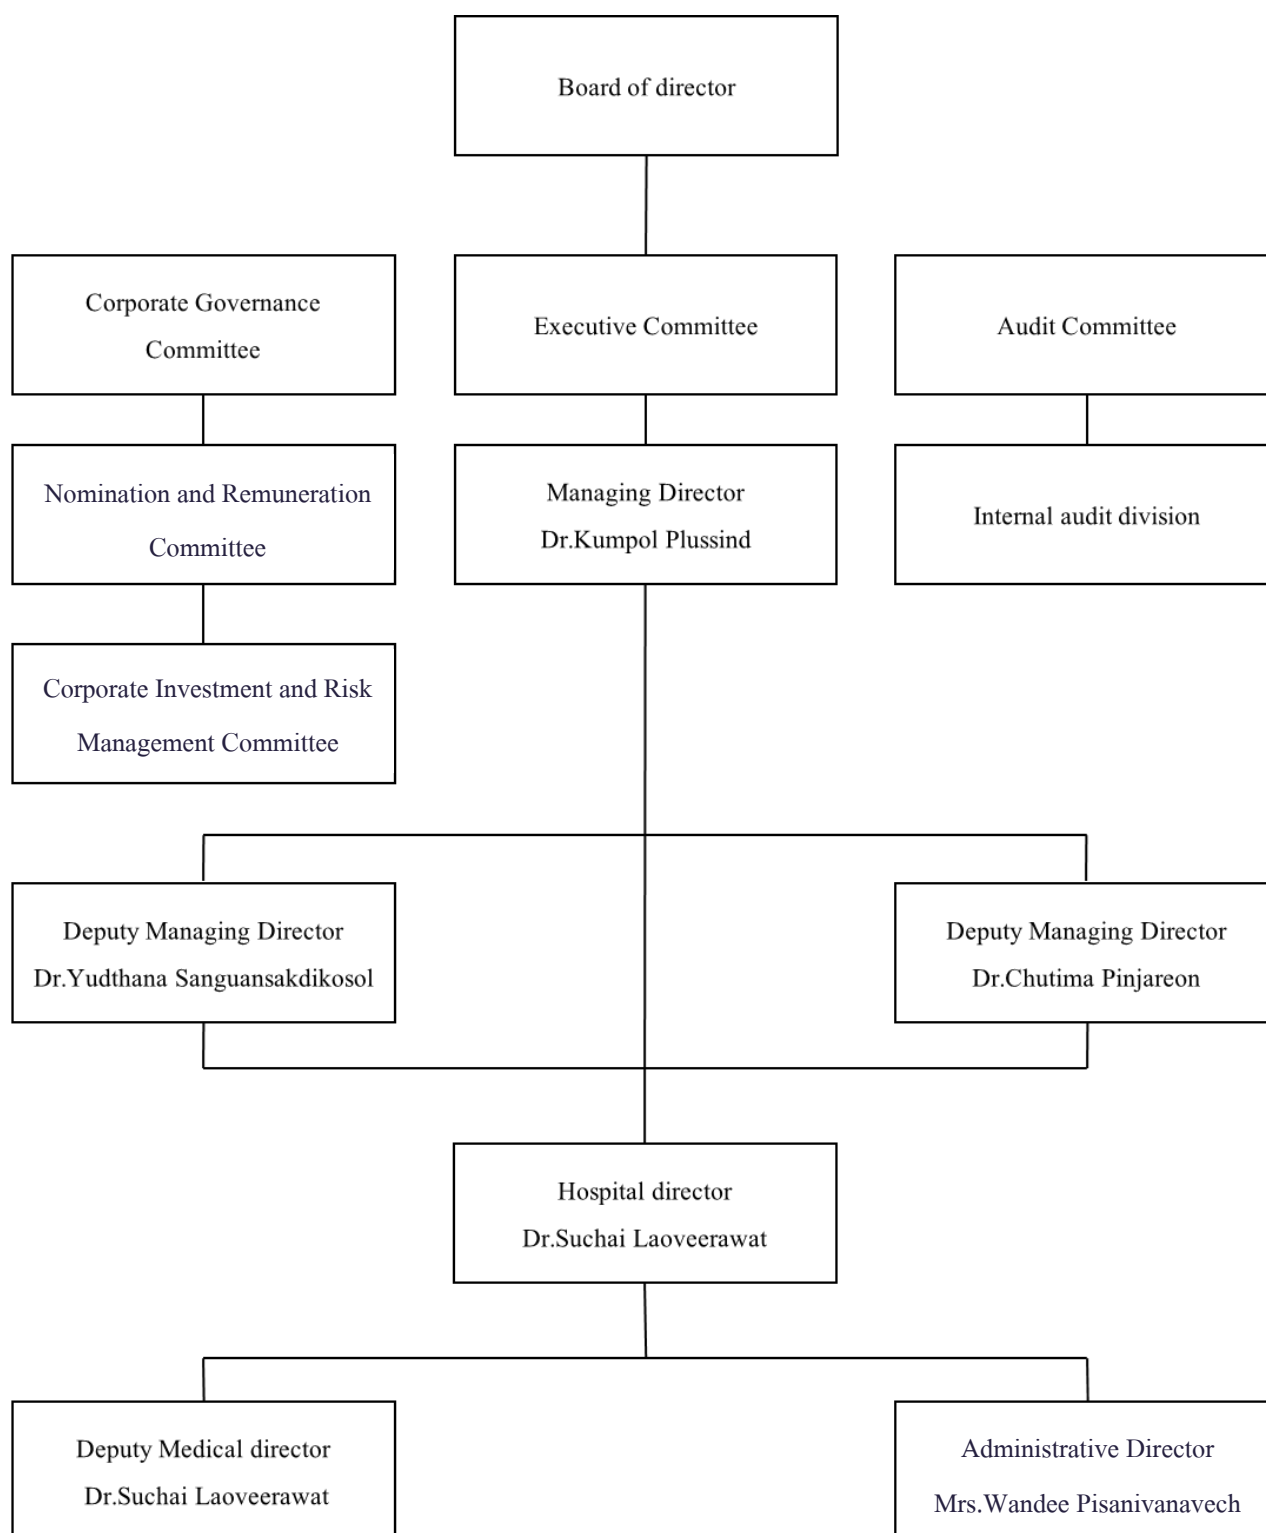 Board of director
Corporate Governance
Committee
Executive Committee
Audit Committee
Nomination and Remuneration
Committee
Managing Director
Dr.Kumpol Plussind
Internal audit division
Corporate Investment and Risk
Management Committee
Deputy Managing Director
Dr.Yudthana Sanguansakdikosol
Deputy Managing Director
Dr.Chutima Pinjareon
Hospital director
Dr.Suchai Laoveerawat
Deputy Medical director
Dr.Suchai Laoveerawat
Administrative Director
Mrs.Wandee Pisanivanavech